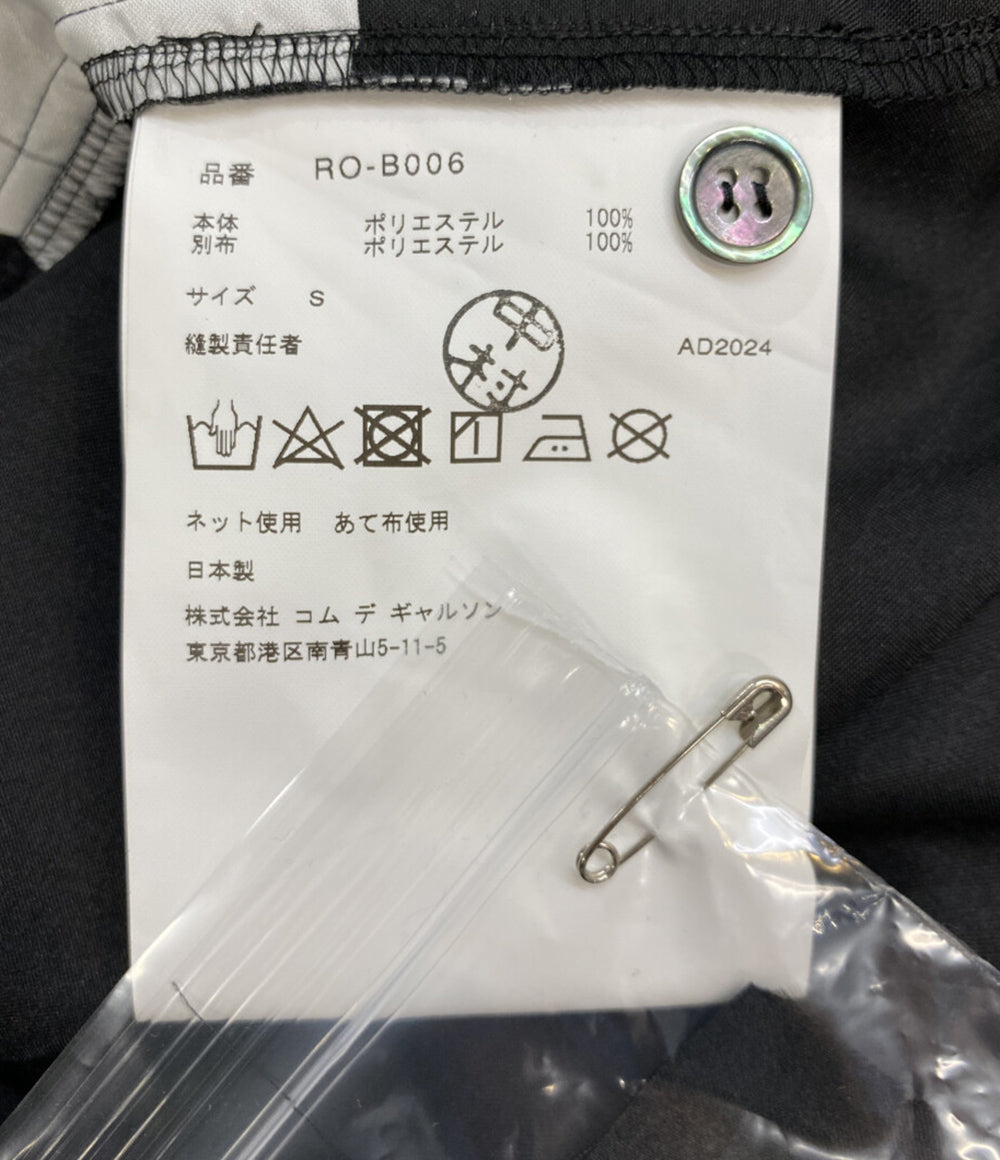 品番 RO-B006
本体 ポリエステル 100%
別布 ポリエステル 100%
サイズ S
縫製責任者 中村 AD2024
ネット使用 あて布使用
日本製
株式会社 コム デ ギャルソン
東京都港区南青山5-11-5